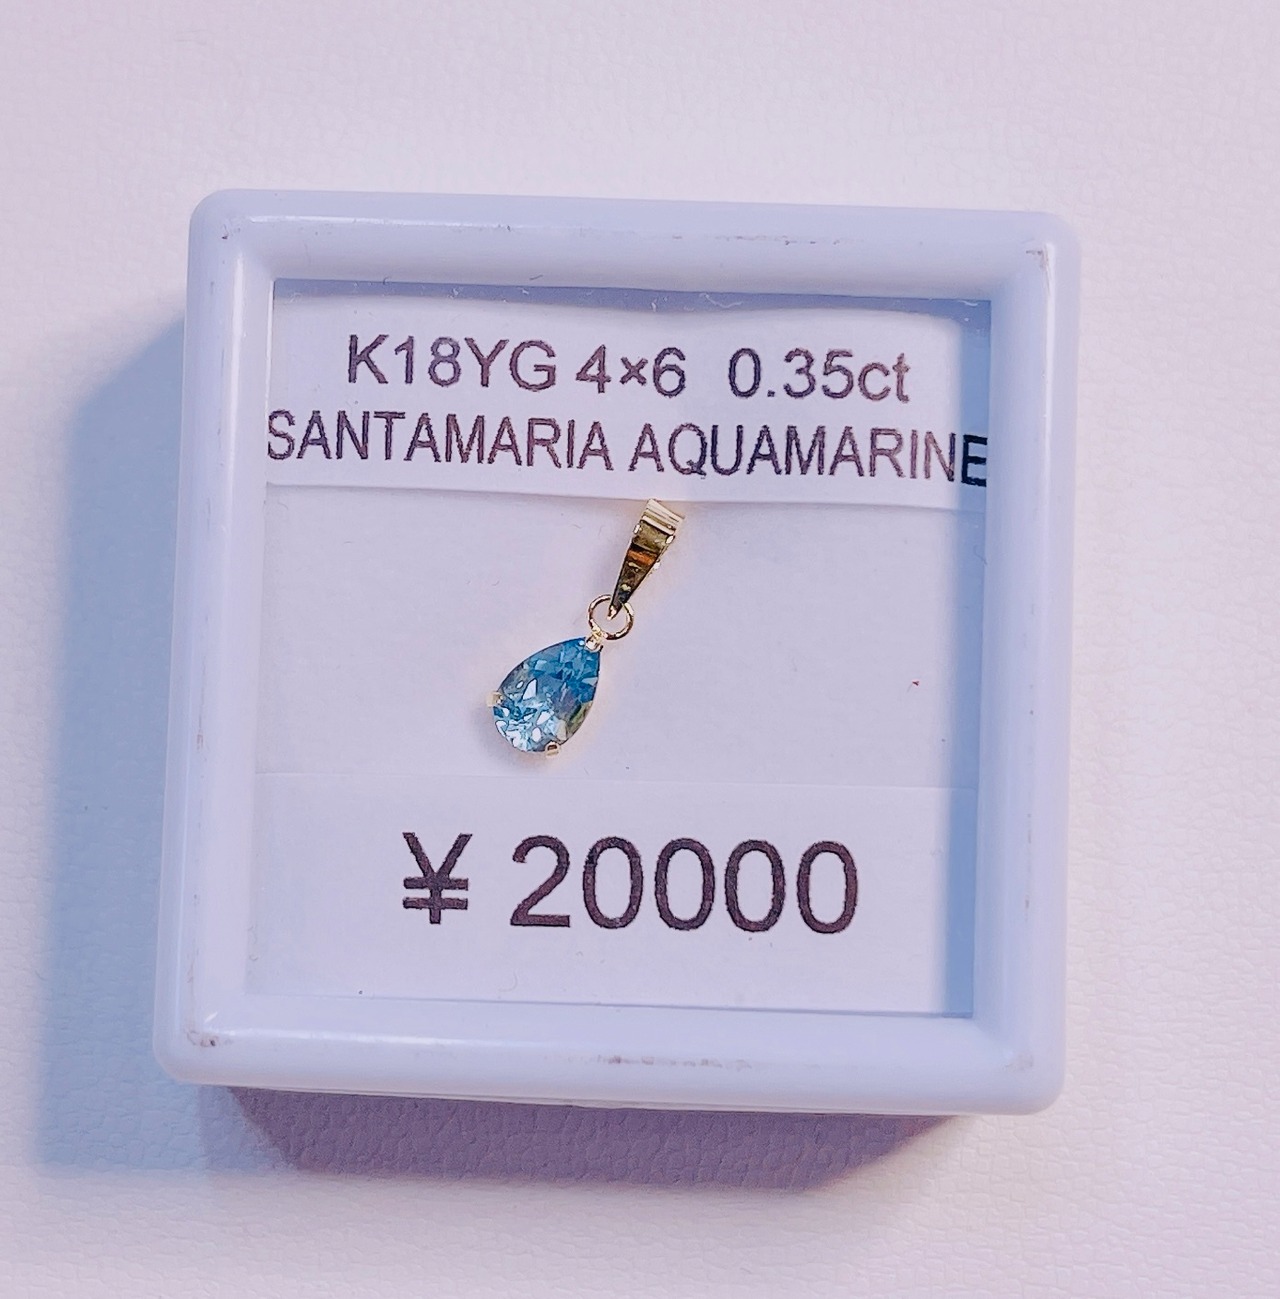 K18YG 4×6 0.35ct
SANTAMARIA AQUAMARINE
¥ 20000